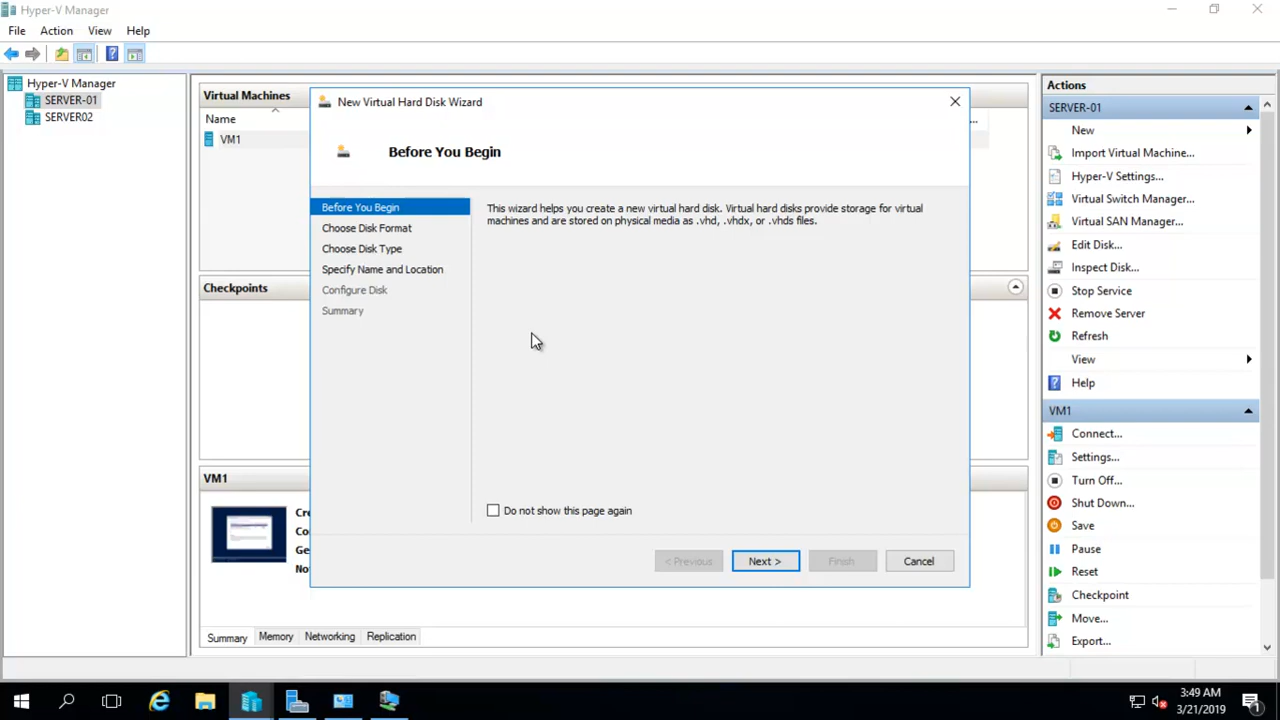 Hyper-V Manager
File Action View Help
Hyper-V Manager
SERVER-01
SERVER02
Virtual Machines
Name
VM1
...
Checkpoints
VM1
Summary Memory Networking Replication
New Virtual Hard Disk Wizard
Before You Begin
Before You Begin
Choose Disk Format
Choose Disk Type
Specify Name and Location
Configure Disk
Summary
This wizard helps you create a new virtual hard disk. Virtual hard disks provide storage for virtual
machines and are stored on physical media as .vhd, .vhdx, or .vhds files.
Do not show this page again
< Previous Next > Finish Cancel
Actions
SERVER-01
New
Import Virtual Machine...
Hyper-V Settings...
Virtual Switch Manager...
Virtual SAN Manager...
Edit Disk...
Inspect Disk...
Stop Service
Remove Server
Refresh
View
Help
VM1
Connect...
Settings...
Turn Off...
Shut Down...
Save
Pause
Reset
Checkpoint
Move...
Export...
3:49 AM
3/21/2019
1